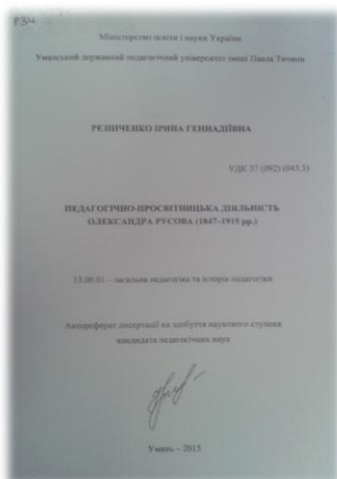 РЗ4
Міністерство освіти і науки України
Уманський державний педагогічний університет імені Павла Тичини
РЕЗНІЧЕНКО ІРИНА ГЕННАДІЇВНА
УДК 37 (092) (043.3)
ПЕДАГОГІЧНО-ПРОСВІТНИЦЬКА ДІЯЛЬНІСТЬ
ОЛЕКСАНДРА РУСОВА (1847–1915 рр.)
13.00.01 – загальна педагогіка та історія педагогіки
Автореферат дисертації на здобуття наукового ступеня
кандидата педагогічних наук
Умань – 2015